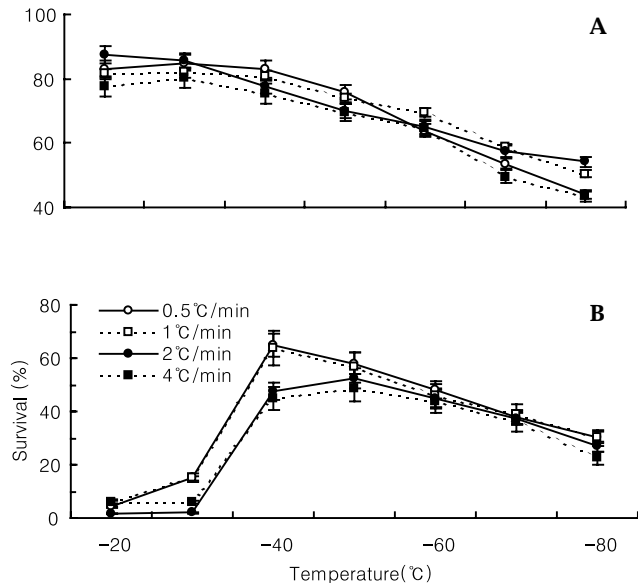 100
A
80
60
40
80
B
0.5℃/min
1℃/min
60
2℃/min
4℃/min
40
20
0
Survival (%)
-20
-40
-60
-80
Temperature(℃)